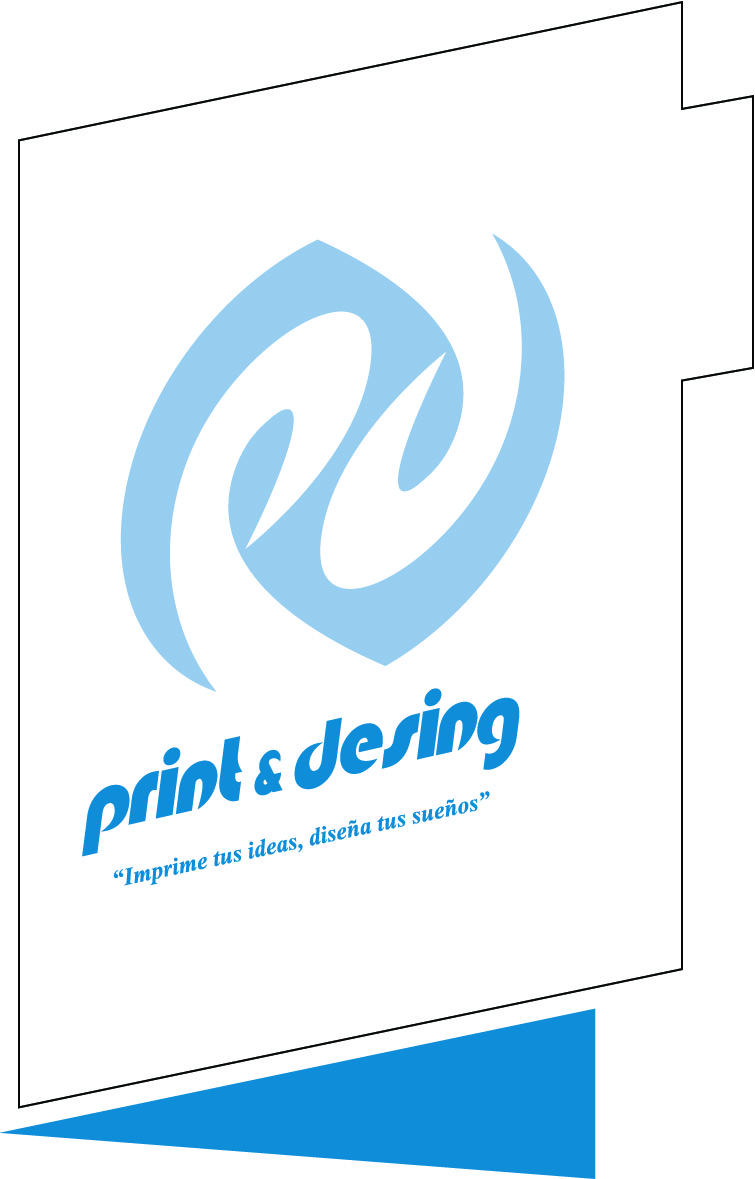 print & desing
“Imprime tus ideas, diseña tus sueños”